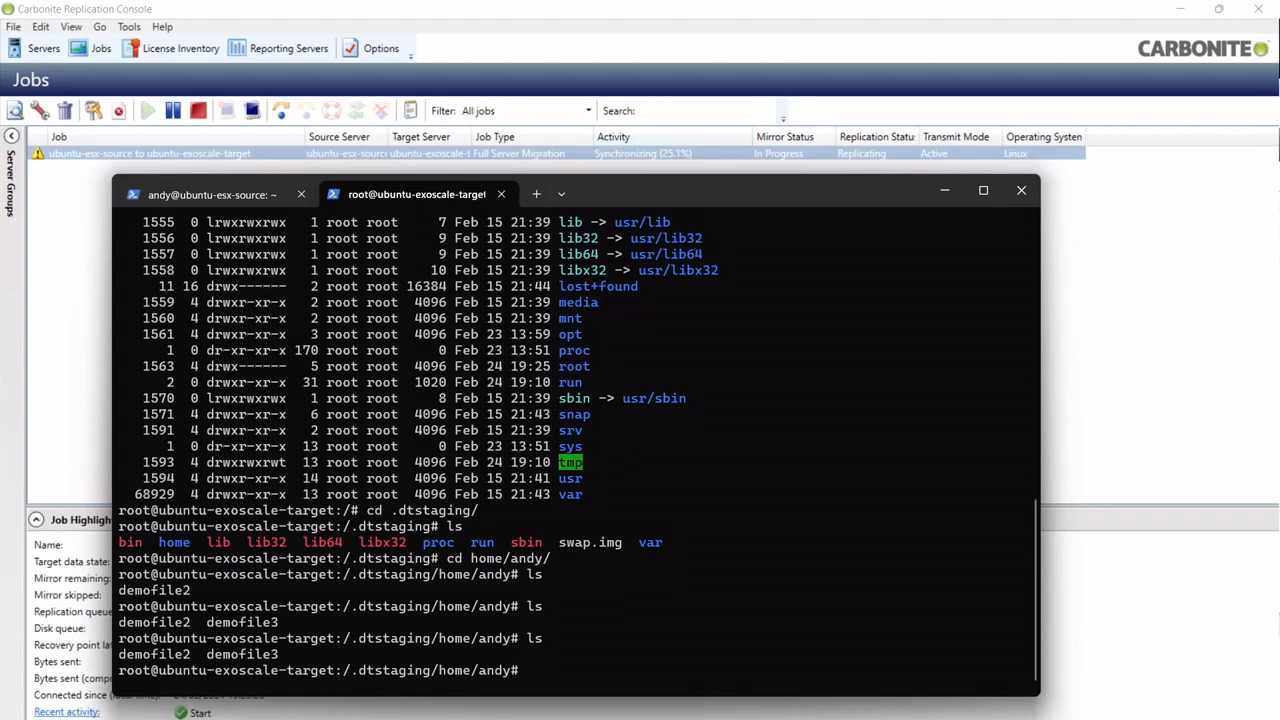 Carbonite Replication Console
File Edit View Go Tools Help
Servers Jobs License Inventory Reporting Servers Options CARBONITE
Jobs
Filter: All jobs Search:
Job Source Server Target Server Job Type Activity Mirror Status Replication Statu Transmit Mode Operating System
ubuntu-esx-source to ubuntu-exoscale-target ubuntu-esx-sourc ubuntu-exoscale-t Full Server Migration Synchronizing (25.1%) In Progress Replicating Active Linux
Server Groups
andy@ubuntu-esx-source: ~ root@ubuntu-exoscale-target
1555 0 lrwxrwxrwx 1 root root 7 Feb 15 21:39 lib -> usr/lib
1556 0 lrwxrwxrwx 1 root root 9 Feb 15 21:39 lib32 -> usr/lib32
1557 0 lrwxrwxrwx 1 root root 9 Feb 15 21:39 lib64 -> usr/lib64
1558 0 lrwxrwxrwx 1 root root 10 Feb 15 21:39 libx32 -> usr/libx32
11 16 drwx------ 2 root root 16384 Feb 15 21:44 lost+found
1559 4 drwxr-xr-x 2 root root 4096 Feb 15 21:39 media
1560 4 drwxr-xr-x 2 root root 4096 Feb 15 21:39 mnt
1561 4 drwxr-xr-x 3 root root 4096 Feb 23 13:59 opt
1 0 dr-xr-xr-x 170 root root 0 Feb 23 13:51 proc
1563 4 drwx------ 5 root root 4096 Feb 24 19:25 root
2 0 drwxr-xr-x 31 root root 1020 Feb 24 19:10 run
1570 0 lrwxrwxrwx 1 root root 8 Feb 15 21:39 sbin -> usr/sbin
1571 4 drwxr-xr-x 6 root root 4096 Feb 15 21:43 snap
1591 4 drwxr-xr-x 2 root root 4096 Feb 15 21:39 srv
1 0 dr-xr-xr-x 13 root root 0 Feb 23 13:51 sys
1593 4 drwxrwxrwt 13 root root 4096 Feb 24 19:10 tmp
1594 4 drwxr-xr-x 14 root root 4096 Feb 15 21:41 usr
68929 4 drwxr-xr-x 13 root root 4096 Feb 15 21:43 var
root@ubuntu-exoscale-target:/# cd .dtstaging/
root@ubuntu-exoscale-target:/.dtstaging# ls
bin home lib lib32 lib64 libx32 proc run sbin swap.img var
root@ubuntu-exoscale-target:/.dtstaging# cd home/andy/
root@ubuntu-exoscale-target:/.dtstaging/home/andy# ls
demofile2
root@ubuntu-exoscale-target:/.dtstaging/home/andy# ls
demofile2 demofile3
root@ubuntu-exoscale-target:/.dtstaging/home/andy# ls
demofile2 demofile3
root@ubuntu-exoscale-target:/.dtstaging/home/andy#
Job Highligh
Name:
Target data state:
Mirror remaining:
Mirror skipped:
Replication queue
Disk queue:
Recovery point lat
Bytes sent:
Bytes sent (compr
Connected since (
Recent activity: Start